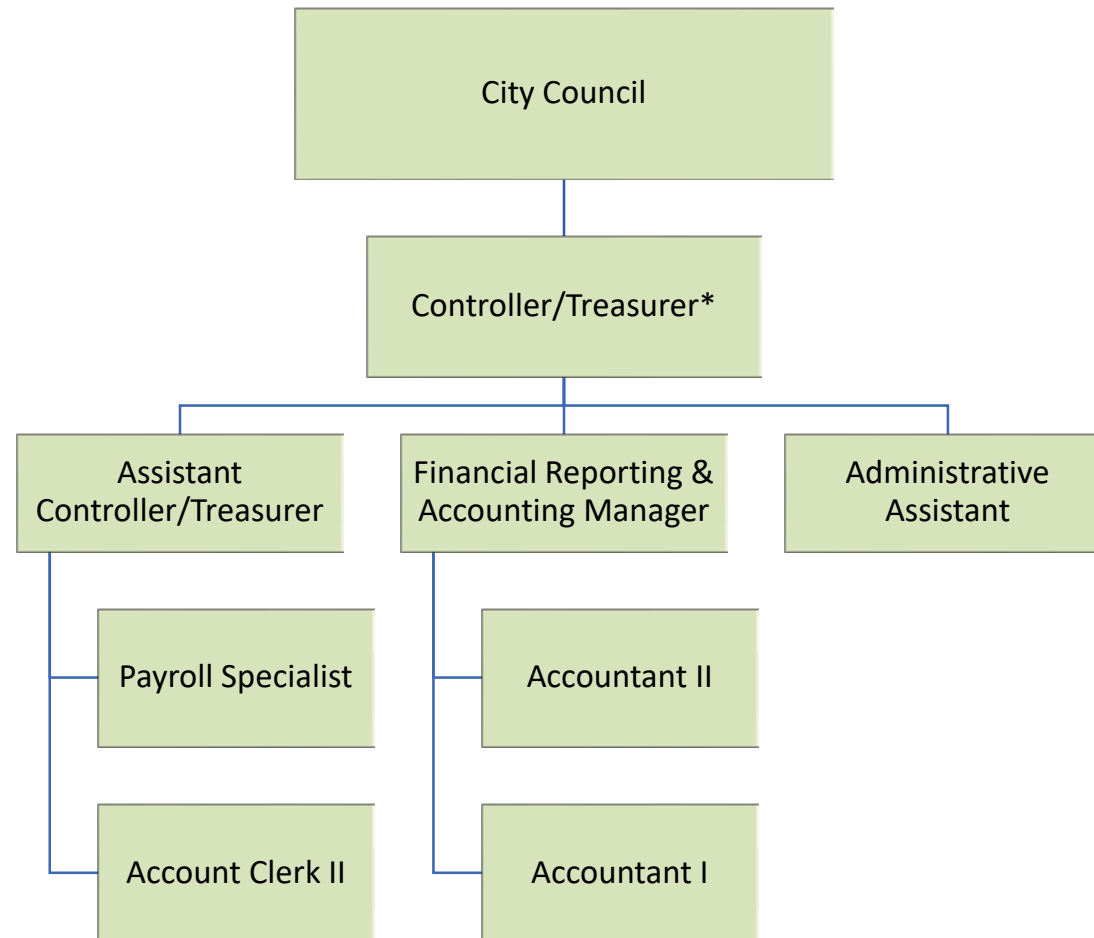 City Council
Controller/Treasurer*
Assistant
Controller/Treasurer
Financial Reporting &
Accounting Manager
Administrative
Assistant
Payroll Specialist
Accountant II
Account Clerk II
Accountant I